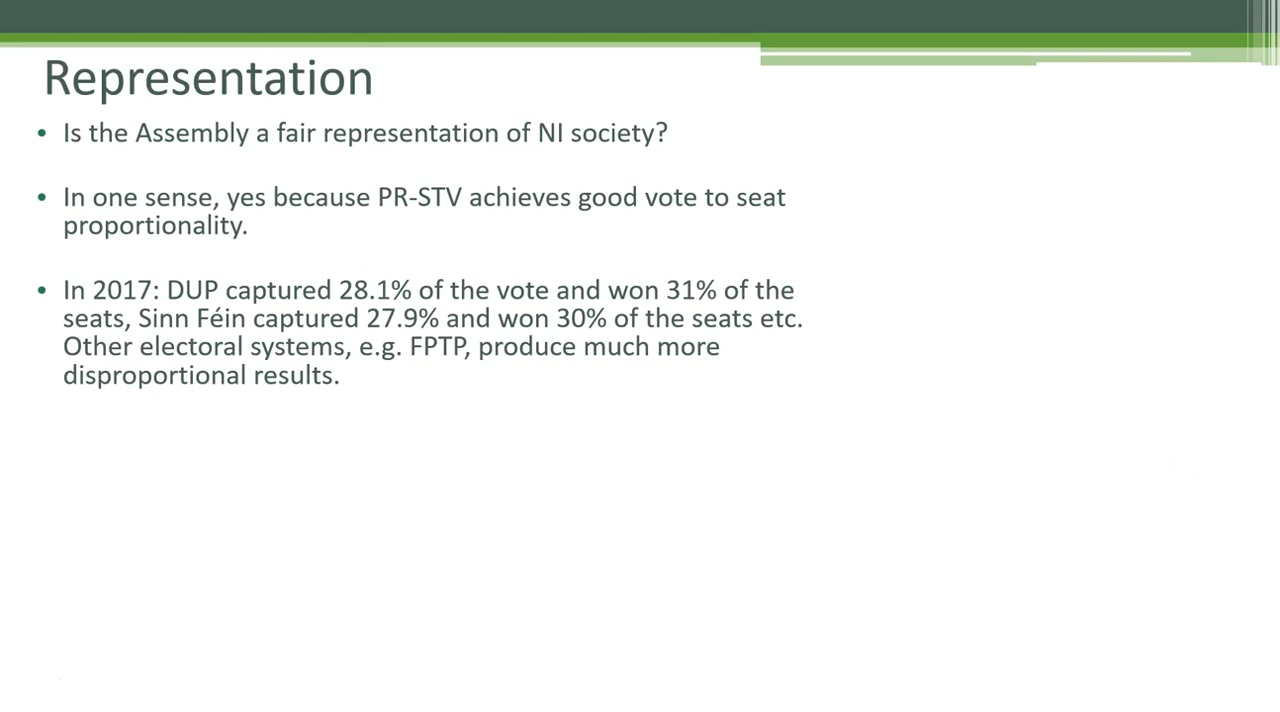 Representation
• Is the Assembly a fair representation of NI society?
• In one sense, yes because PR-STV achieves good vote to seat
proportionality.
• In 2017: DUP captured 28.1% of the vote and won 31% of the
seats, Sinn Féin captured 27.9% and won 30% of the seats etc.
Other electoral systems, e.g. FPTP, produce much more
disproportional results.